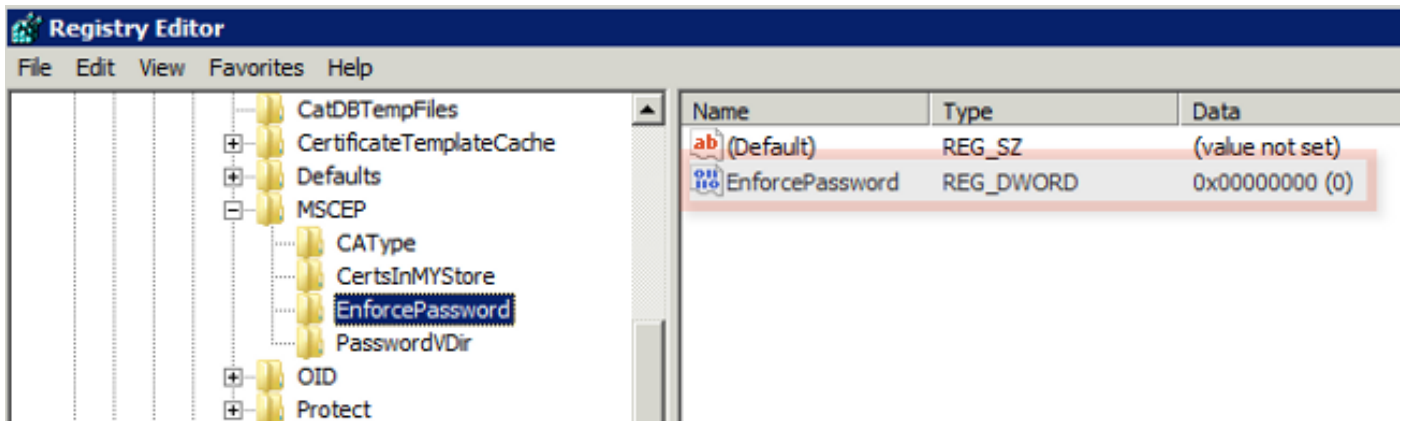 Registry Editor
File Edit View Favorites Help
CatDBTempFiles
CertificateTemplateCache
Defaults
MSCEP
CAType
CertsInMYStore
EnforcePassword
PasswordVDir
OID
Protect
Name Type Data
(Default) REG_SZ (value not set)
EnforcePassword REG_DWORD 0x00000000 (0)